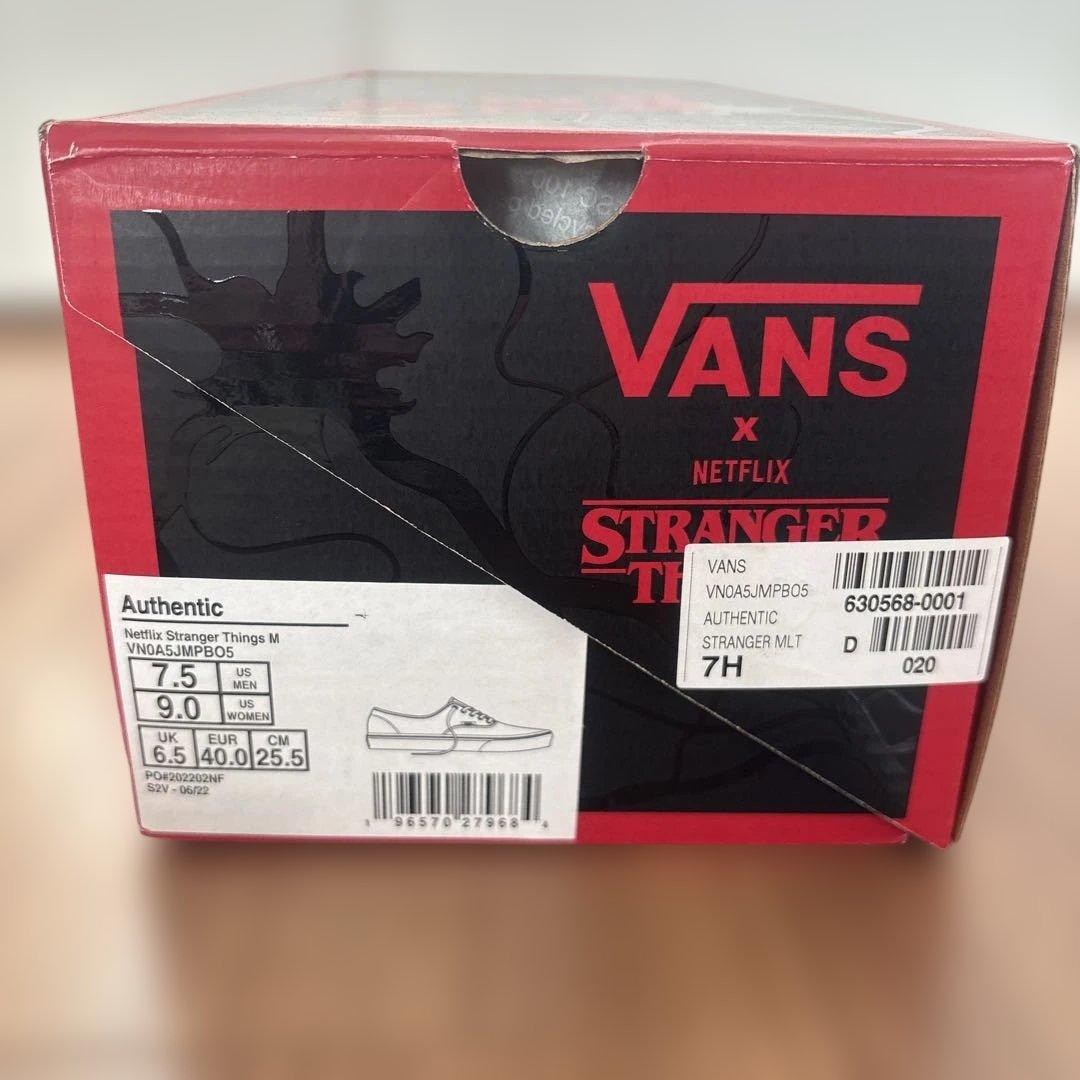 VANS
x
NETFLIX
STRANGER
TH
VANS
VN0A5JMPBO5
AUTHENTIC
STRANGER MLT
7H
630568-0001
D
020
Authentic
Netflix Stranger Things M
VN0A5JMPBO5
7.5 US MEN
9.0 US WOMEN
UK EUR CM
6.5 40.0 25.5
PO#202202NF
S2V - 06/22
1 96570 27968 4